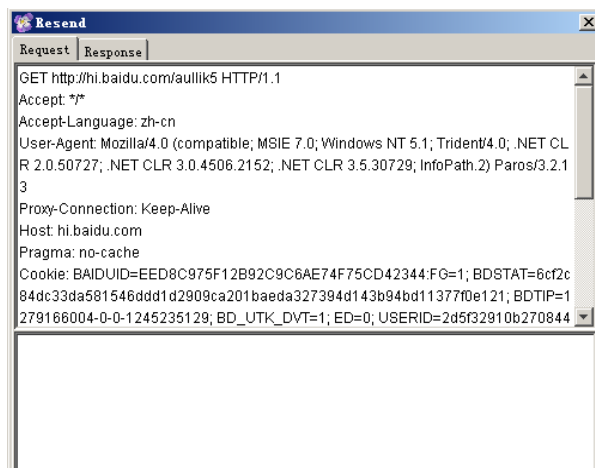 Resend
Request Response
GET http://hi.baidu.com/aullik5 HTTP/1.1
Accept: */*
Accept-Language: zh-cn
User-Agent: Mozilla/4.0 (compatible; MSIE 7.0; Windows NT 5.1; Trident/4.0; .NET CL
R 2.0.50727; .NET CLR 3.0.4506.2152; .NET CLR 3.5.30729; InfoPath.2) Paros/3.2.1
3
Proxy-Connection: Keep-Alive
Host: hi.baidu.com
Pragma: no-cache
Cookie: BAIDUID=EED8C975F12B92C9C6AE74F75CD42344:FG=1; BDSTAT=6cf2c
84dc33da581546ddd1d2909ca201baeda327394d143b94bd11377f0e121; BDTIP=1
279166004-0-0-1245235129; BD_UTK_DVT=1; ED=0; USERID=2d5f32910b270844